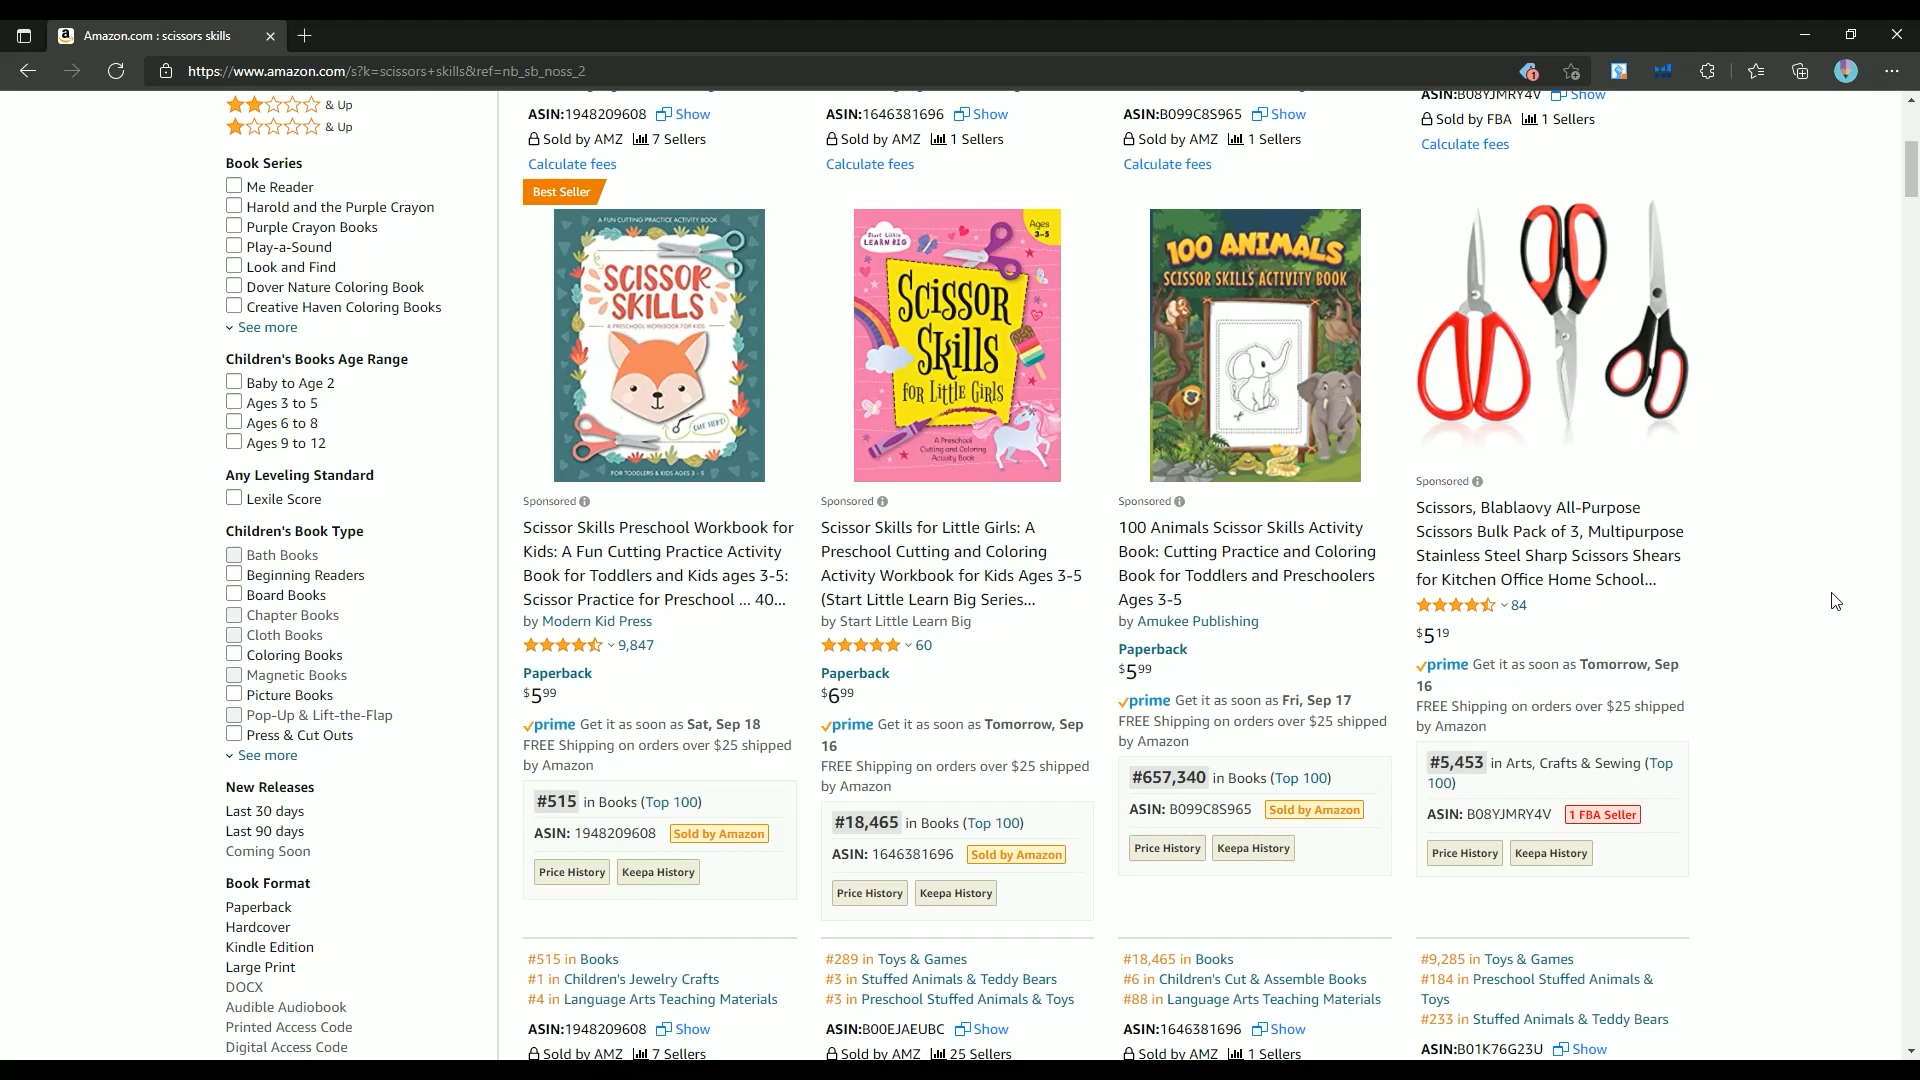 Amazon.com : scissors skills
https://www.amazon.com/s?k=scissors+skills&ref=nb_sb_noss_2
1
& Up
& Up
Book Series
Me Reader
Harold and the Purple Crayon
Purple Crayon Books
Play-a-Sound
Look and Find
Dover Nature Coloring Book
Creative Haven Coloring Books
See more
Children's Books Age Range
Baby to Age 2
Ages 3 to 5
Ages 6 to 8
Ages 9 to 12
Any Leveling Standard
Lexile Score
Children's Book Type
Bath Books
Beginning Readers
Board Books
Chapter Books
Cloth Books
Coloring Books
Magnetic Books
Picture Books
Pop-Up & Lift-the-Flap
Press & Cut Outs
See more
New Releases
Last 30 days
Last 90 days
Coming Soon
Book Format
Paperback
Hardcover
Kindle Edition
Large Print
DOCX
Audible Audiobook
Printed Access Code
Digital Access Code
ASIN:1948209608 Show
Sold by AMZ 7 Sellers
Calculate fees
Best Seller
A FUN CUTTING PRACTICE ACTIVITY BOOK
SCISSOR
SKILLS
A PRESCHOOL WORKBOOK FOR KIDS
CUT HERE!
FOR TODDLERS & KIDS AGES 3 - 5
Sponsored
Scissor Skills Preschool Workbook for
Kids: A Fun Cutting Practice Activity
Book for Toddlers and Kids ages 3-5:
Scissor Practice for Preschool ... 40...
by Modern Kid Press
9,847
Paperback
$5 99
prime Get it as soon as Sat, Sep 18
FREE Shipping on orders over $25 shipped
by Amazon
#515 in Books (Top 100)
ASIN: 1948209608 Sold by Amazon
Price History Keepa History
#515 in Books
#1 in Children's Jewelry Crafts
#4 in Language Arts Teaching Materials
ASIN:1948209608 Show
Sold by AMZ 7 Sellers
ASIN:1646381696 Show
Sold by AMZ 1 Sellers
Calculate fees
Start Little
LEARN BIG
Ages
3-5
SCISSOR
SKILLS
FOR LITTLE GIRLS
A Preschool
Cutting and Coloring
Activity Book
Sponsored
Scissor Skills for Little Girls: A
Preschool Cutting and Coloring
Activity Workbook for Kids Ages 3-5
(Start Little Learn Big Series...
by Start Little Learn Big
60
Paperback
$6 99
prime Get it as soon as Tomorrow, Sep
16
FREE Shipping on orders over $25 shipped
by Amazon
#18,465 in Books (Top 100)
ASIN: 1646381696 Sold by Amazon
Price History Keepa History
#289 in Toys & Games
#3 in Stuffed Animals & Teddy Bears
#3 in Preschool Stuffed Animals & Toys
ASIN:B00EJAEUBC Show
Sold by AMZ 25 Sellers
ASIN:B099C8S965 Show
Sold by AMZ 1 Sellers
Calculate fees
100 ANIMALS
SCISSOR SKILLS ACTIVITY BOOK
Sponsored
100 Animals Scissor Skills Activity
Book: Cutting Practice and Coloring
Book for Toddlers and Preschoolers
Ages 3-5
by Amukee Publishing
Paperback
$5 99
prime Get it as soon as Fri, Sep 17
FREE Shipping on orders over $25 shipped
by Amazon
#657,340 in Books (Top 100)
ASIN: B099C8S965 Sold by Amazon
Price History Keepa History
#18,465 in Books
#6 in Children's Cut & Assemble Books
#88 in Language Arts Teaching Materials
ASIN:1646381696 Show
Sold by AMZ 1 Sellers
ASIN:B08YJMRY4V Show
Sold by FBA 1 Sellers
Calculate fees
Sponsored
Scissors, Blablaovy All-Purpose
Scissors Bulk Pack of 3, Multipurpose
Stainless Steel Sharp Scissors Shears
for Kitchen Office Home School...
84
$5 19
prime Get it as soon as Tomorrow, Sep
16
FREE Shipping on orders over $25 shipped
by Amazon
#5,453 in Arts, Crafts & Sewing (Top
100)
ASIN: B08YJMRY4V 1 FBA Seller
Price History Keepa History
#9,285 in Toys & Games
#184 in Preschool Stuffed Animals &
Toys
#233 in Stuffed Animals & Teddy Bears
ASIN:B01K76G23U Show